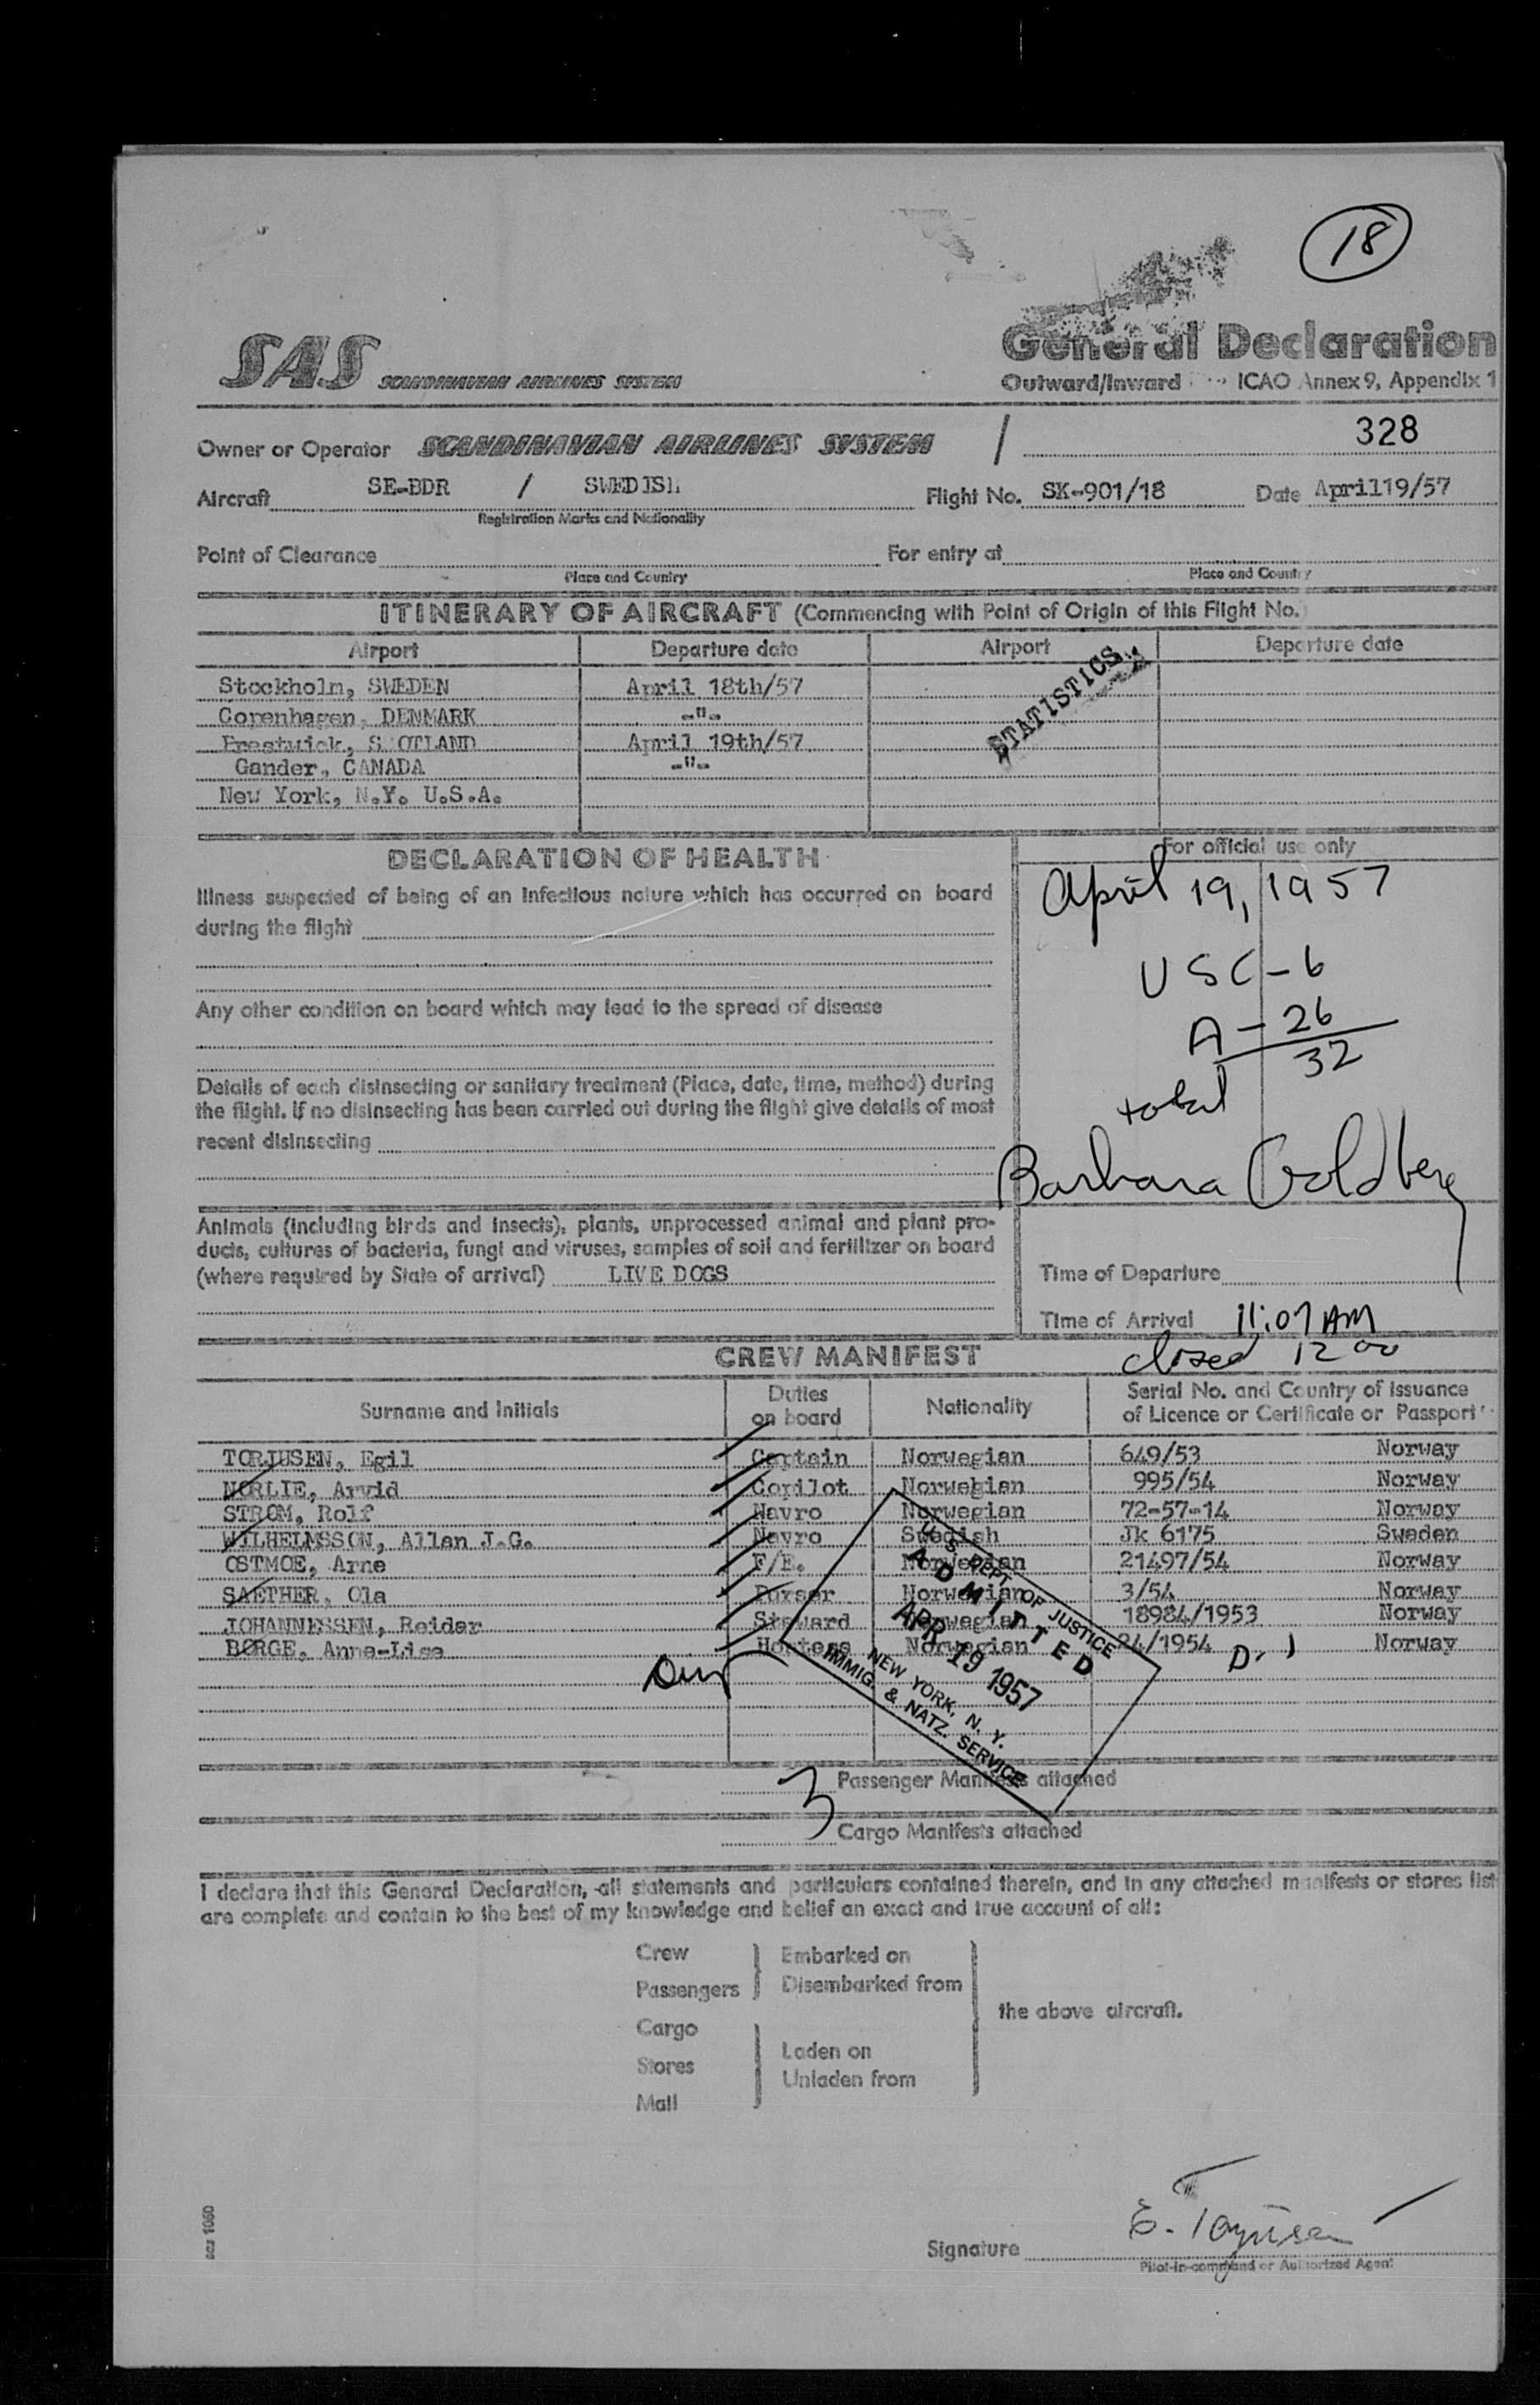 18
SAS SCANDINAVIAN AIRLINES SYSTEM
General Declaration
Outward/Inward ICAO Annex 9, Appendix 1
Owner or Operator SCANDINAVIAN AIRLINES SYSTEM / 328
Aircraft SE-BDR / SWEDISH Flight No. SK-901/18 Date April19/57
Registration Marks and Nationality
Point of Clearance For entry at
Place and Country Place and Country
ITINERARY OF AIRCRAFT (Commencing with Point of Origin of this Flight No.)
Airport Departure date Airport Departure date
Stockholm, SWEDEN April 18th/57
Copenhagen, DENMARK -"-
Prestwick, SCOTLAND April 19th/57
Gander, CANADA -"-
New York, N.Y. U.S.A.
STATISTICS
DECLARATION OF HEALTH
Illness suspected of being of an infectious nature which has occurred on board
during the flight
Any other condition on board which may lead to the spread of disease
Details of each disinsecting or sanitary treatment (Place, date, time, method) during
the flight. If no disinsecting has been carried out during the flight give details of most
recent disinsecting
Animals (including birds and insects), plants, unprocessed animal and plant pro-
ducts, cultures of bacteria, fungi and viruses, samples of soil and fertilizer on board
(where required by State of arrival) LIVE DOGS
For official use only
April 19, 1957
USC - 6
A - 26
32
total
Barbara Goldberg
Time of Departure
Time of Arrival 11:07 AM
closed 12 00
CREW MANIFEST
Surname and Initials Duties on board Nationality Serial No. and Country of issuance of Licence or Certificate or Passport
TORJUSEN, Egil Captain Norwegian 649/53 Norway
NORLIE, Arvid Copilot Norwegian 995/54 Norway
STRØM, Rolf Navro Norwegian 72-57-14 Norway
WILHELMSSON, Allan J.G. Navro Swedish Jk 6175 Sweden
OSTMOE, Arne F/E. Norwegian 21497/54 Norway
SAETHER, Ola Purser Norwegian 3/54 Norway
JOHANNESSEN, Reidar Steward Norwegian 18984/1953 Norway
BØRGE, Anne-Lise Hostess Norwegian 24/1954 D- 1 Norway
U. S. DEPT. OF JUSTICE
ADMITTED
APR 19 1957
NEW YORK, N. Y.
IMMIG. & NATZ. SERVICE
3 Passenger Manifests attached
Cargo Manifests attached
I declare that this General Declaration, all statements and particulars contained therein, and in any attached manifests or stores list
are complete and contain to the best of my knowledge and belief an exact and true account of all:
Crew Embarked on
Passengers Disembarked from
the above aircraft.
Cargo
Stores Laden on
Unladen from
Mail
Signature E. Torjusen
Pilot-in-command or Authorized Agent
sas 1060